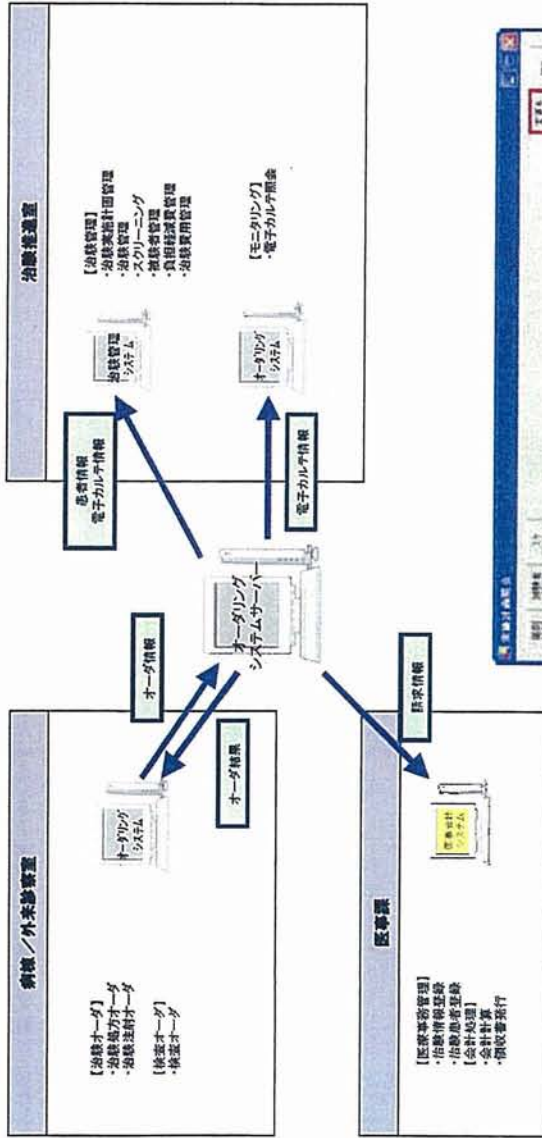 病棟／外来診察室
【治験オーダ】
・治験処方オーダ
・治験注射オーダ
【検査オーダ】
・検査オーダ
オーダリング
システム
オーダ情報
オーダ結果
オーダリング
システムサーバー
治験推進室
患者情報
電子カルテ情報
治験管理
システム
【治験管理】
・治験実施計画管理
・治験管理
・スクリーニング
・被験者管理
・負担軽減費管理
・治験費用管理
電子カルテ情報
オーダリング
システム
【モニタリング】
・電子カルテ照会
医事課
【医療事務管理】
・治験情報登録
・治験患者登録
【会計処理】
・会計計算
・領収書発行
請求情報
医事会計
システム